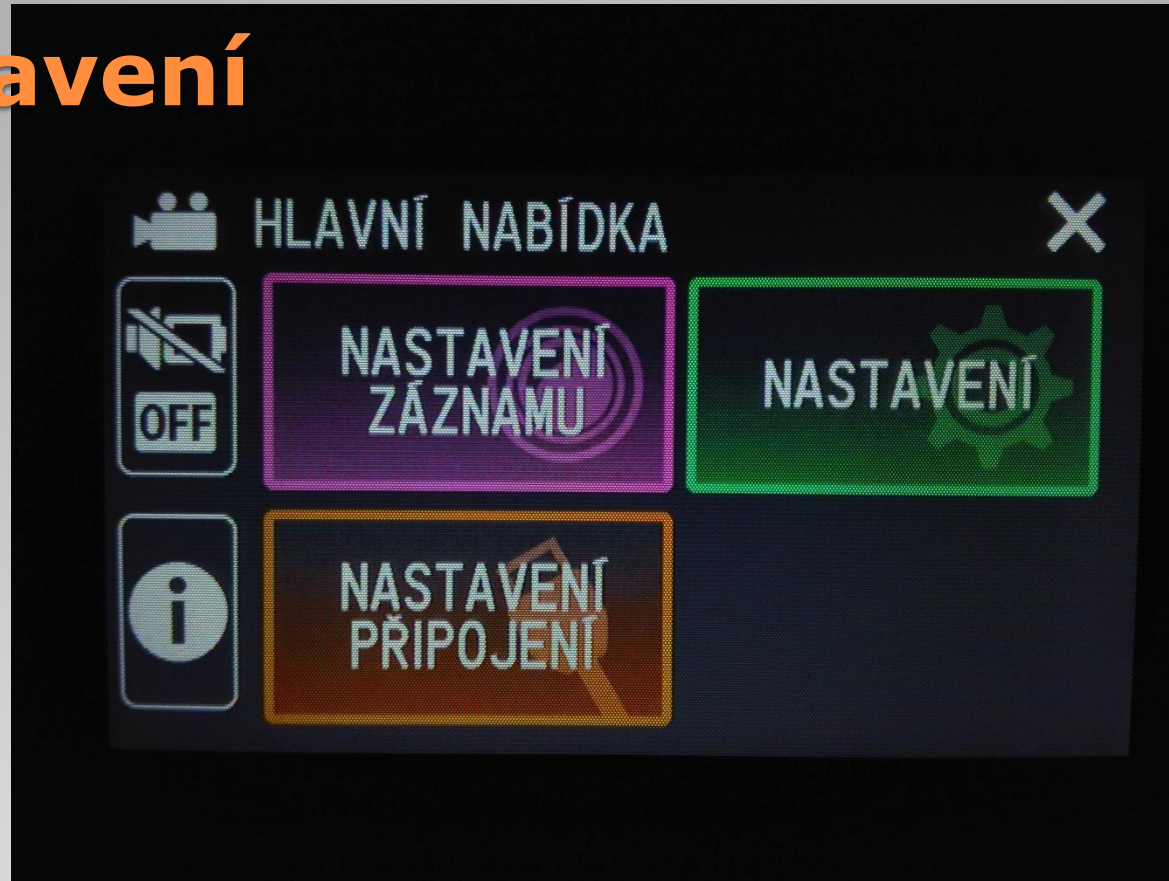 avení
HLAVNÍ NABÍDKA
OFF
NASTAVENÍ
ZÁZNAMU
NASTAVENÍ
i
NASTAVENÍ
PŘIPOJENÍ